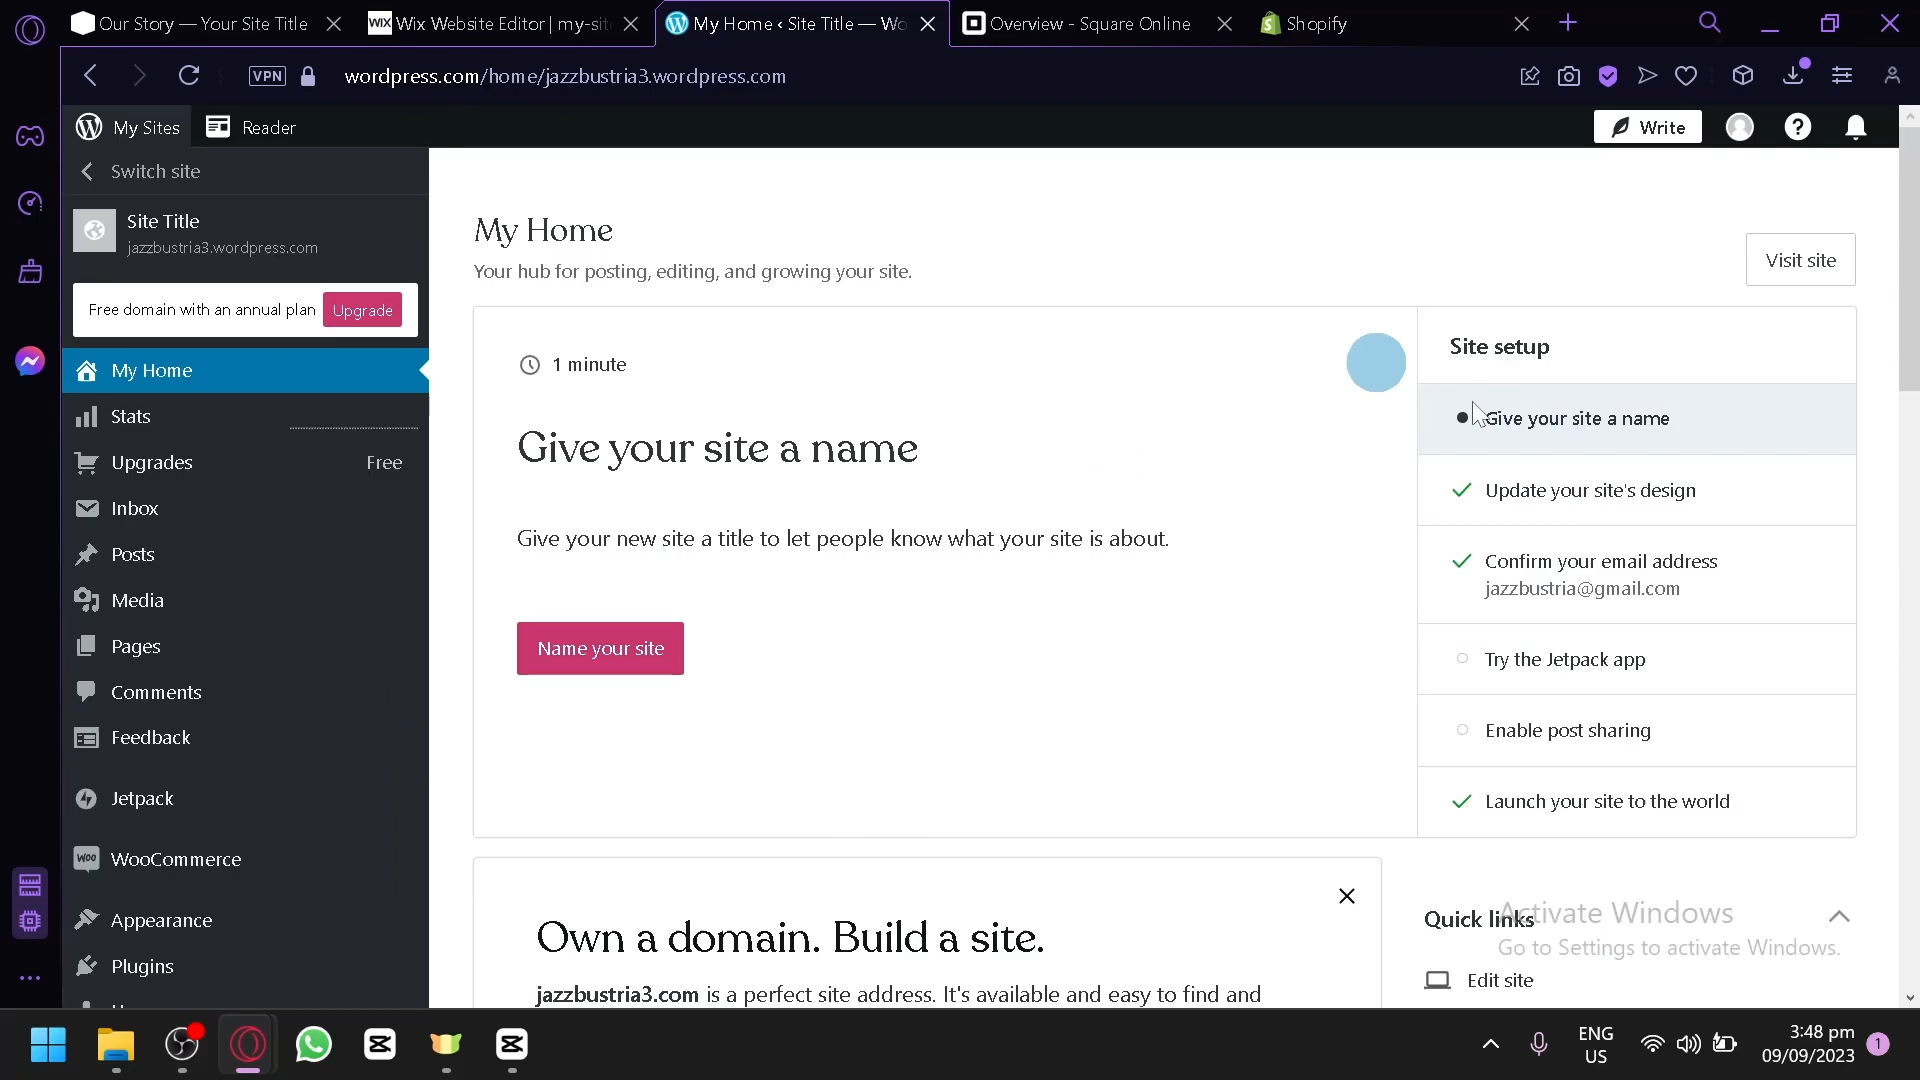 Our Story — Your Site Title
WIX
Wix Website Editor | my-sit
My Home ‹ Site Title — Wo
Overview - Square Online
Shopify
VPN
wordpress.com/home/jazzbustria3.wordpress.com
My Sites
Reader
Write
Switch site
Site Title
jazzbustria3.wordpress.com
Free domain with an annual plan
Upgrade
My Home
Stats
Upgrades
Free
Inbox
Posts
Media
Pages
Comments
Feedback
Jetpack
woo
WooCommerce
Appearance
Plugins
My Home
Your hub for posting, editing, and growing your site.
Visit site
1 minute
Give your site a name
Give your new site a title to let people know what your site is about.
Name your site
Site setup
Give your site a name
Update your site's design
Confirm your email address
jazzbustria@gmail.com
Try the Jetpack app
Enable post sharing
Launch your site to the world
Own a domain. Build a site.
jazzbustria3.com is a perfect site address. It's available and easy to find and
Quick links
Edit site
Activate Windows
Go to Settings to activate Windows.
ENG
US
3:48 pm
09/09/2023
1